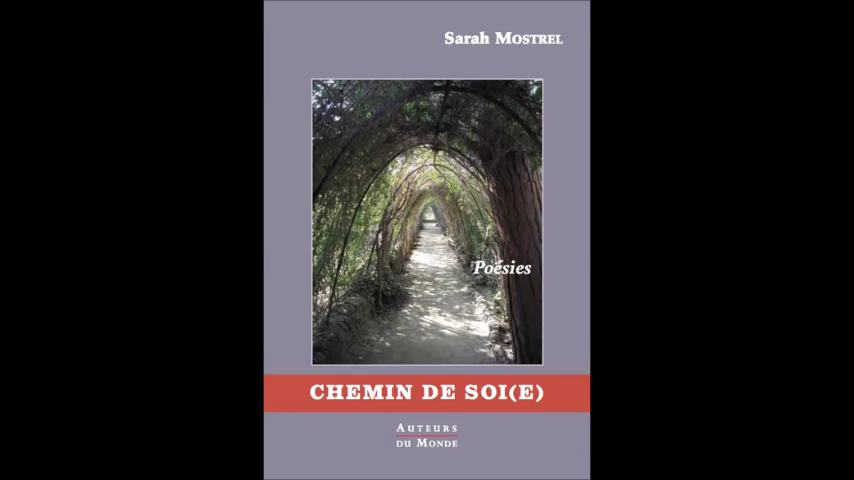 Sarah MOSTREL
Poésies
CHEMIN DE SOI(E)
AUTEURS
DU MONDE